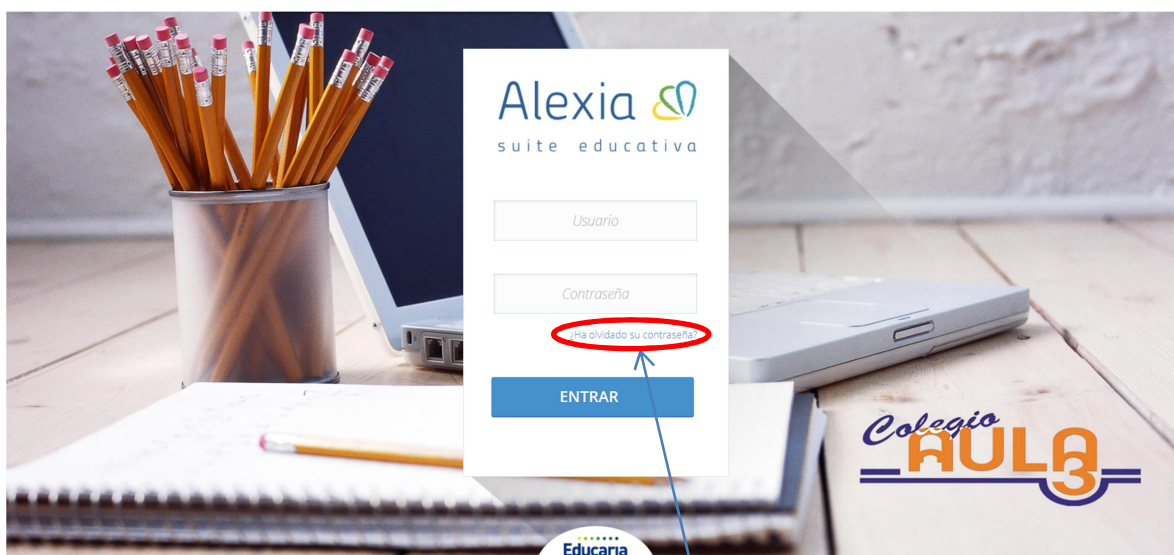 Alexia
suite educativa
Usuario
Contraseña
¿Ha olvidado su contraseña?
ENTRAR
Colegio
AULA
3
Educaria